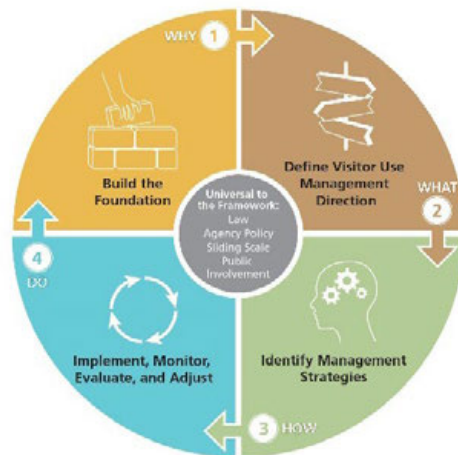 WHY 1
Build the
Foundation
Define Visitor Use
Management
Direction
WHAT
2
Universal to
the Framework:
Law
Agency Policy
Sliding Scale
Public
Involvement
Identify Management
Strategies
3 HOW
Implement, Monitor,
Evaluate, and Adjust
4
DO